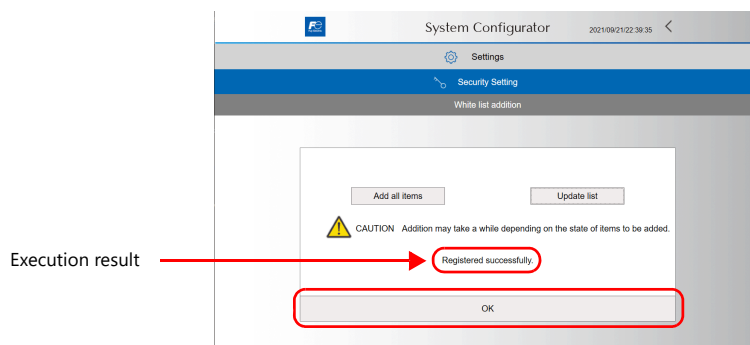 System Configurator
2021/09/21/22:39:35
Settings
Security Setting
White list addition
Add all items
Update list
CAUTION Addition may take a while depending on the state of items to be added.
Execution result
Registered successfully.
OK